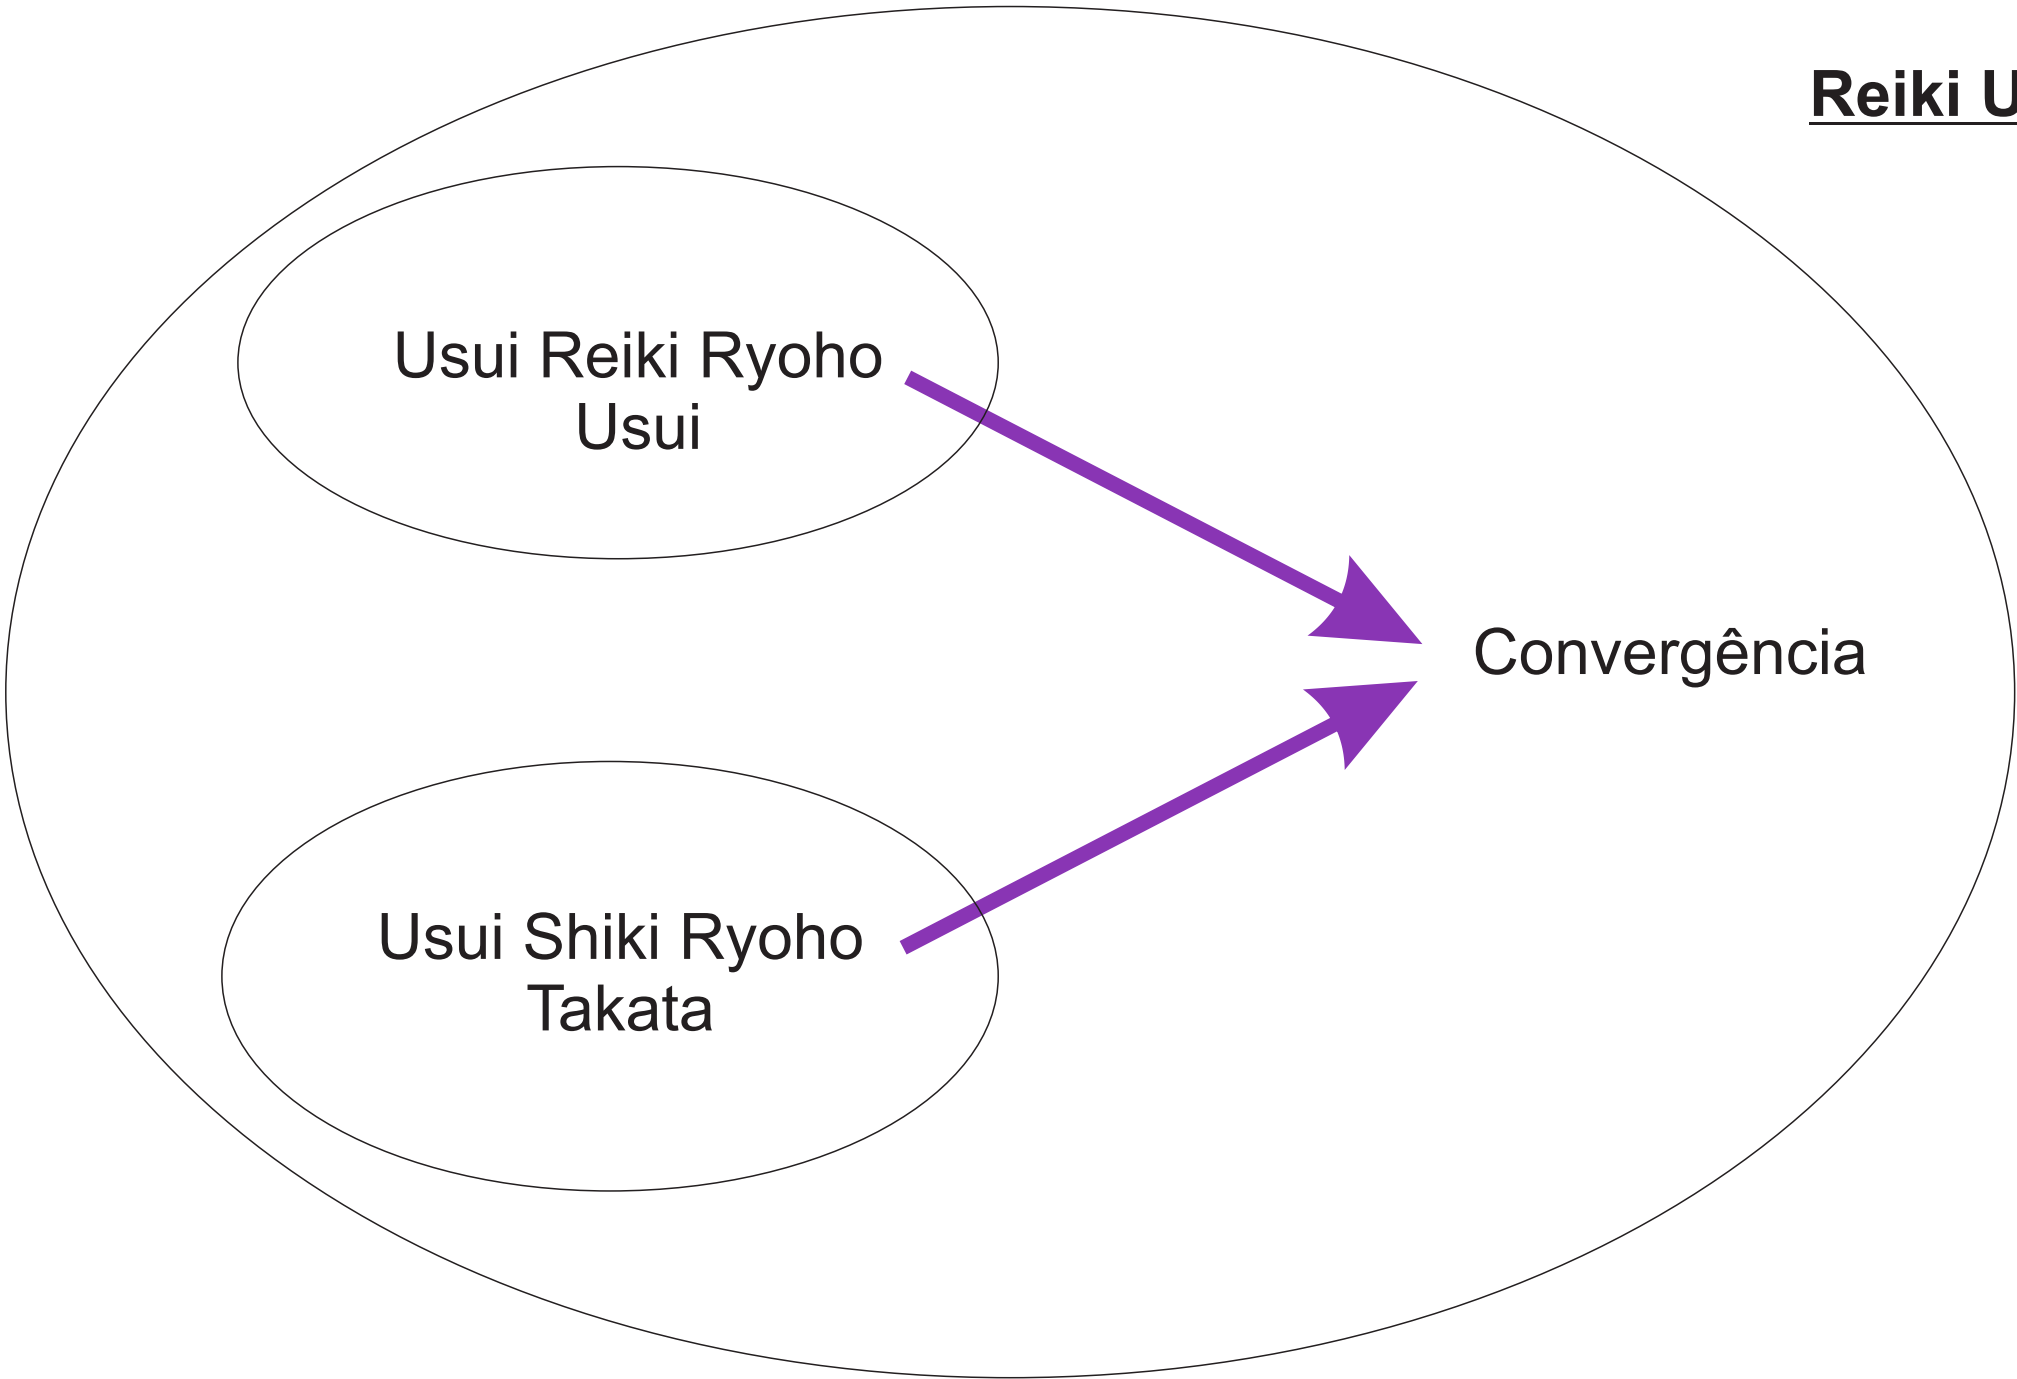 Reiki U
Usui Reiki Ryoho
Usui
Convergência
Usui Shiki Ryoho
Takata